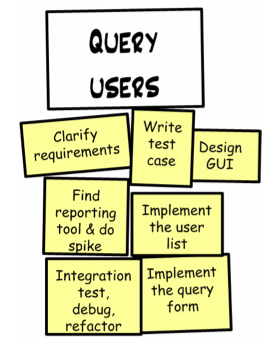 QUERY
USERS
Clarify
requirements
Write
test
case
Design
GUI
Find
reporting
tool & do
spike
Implement
the user
list
Integration
test,
debug,
refactor
Implement
the query
form